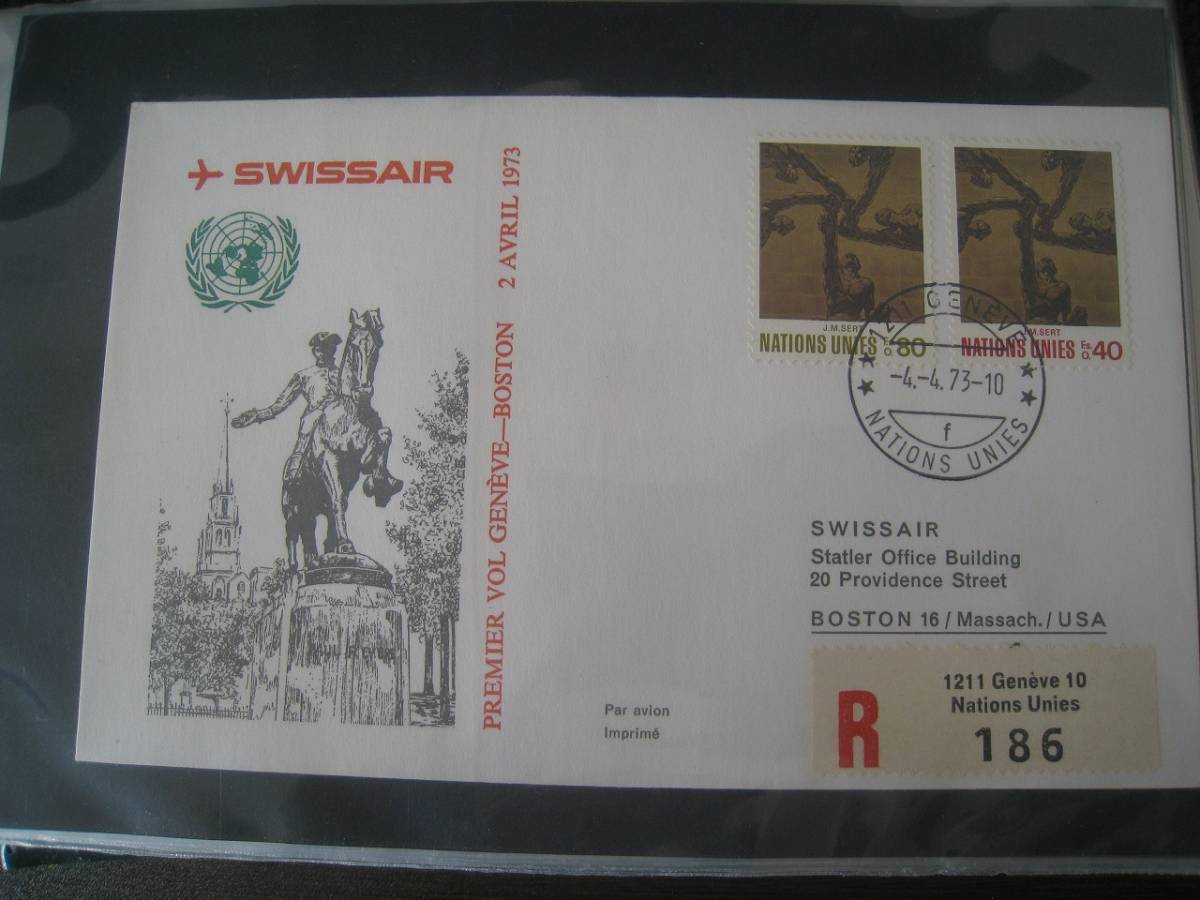 SWISSAIR
PREMIER VOL GENÈVE—BOSTON 2 AVRIL 1973
J.M.SERT
NATIONS UNIES F.s. 0,80
J.M.SERT
NATIONS UNIES F.s. 0,40
1211 GENÈVE
-4.-4.73-10
f
NATIONS UNIES
SWISSAIR
Statler Office Building
20 Providence Street
BOSTON 16 / Massach. / USA
Par avion
Imprimé
R
1211 Genève 10
Nations Unies
186